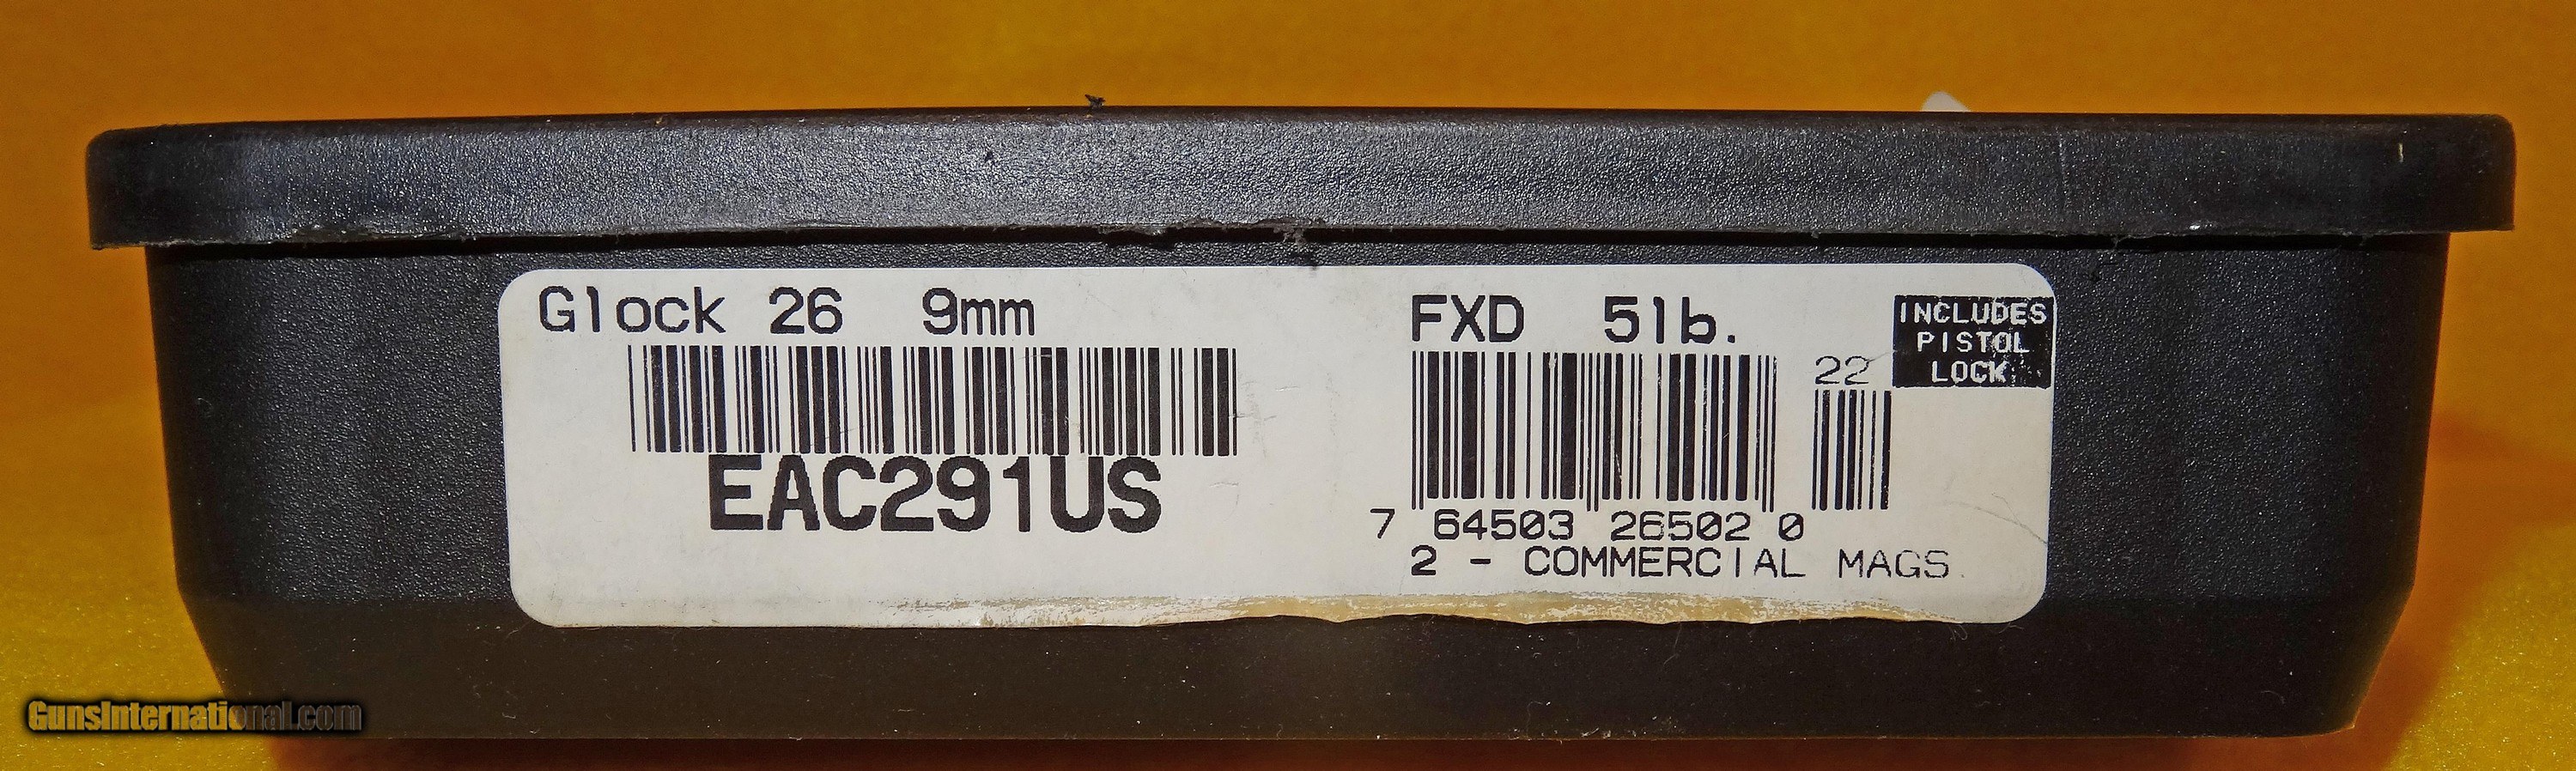 Glock 26 9mm
EAC291US
FXD 5lb.
22
INCLUDES
PISTOL
LOCK
7 64503 26502 0
2 - COMMERCIAL MAGS
GunsInternational.com